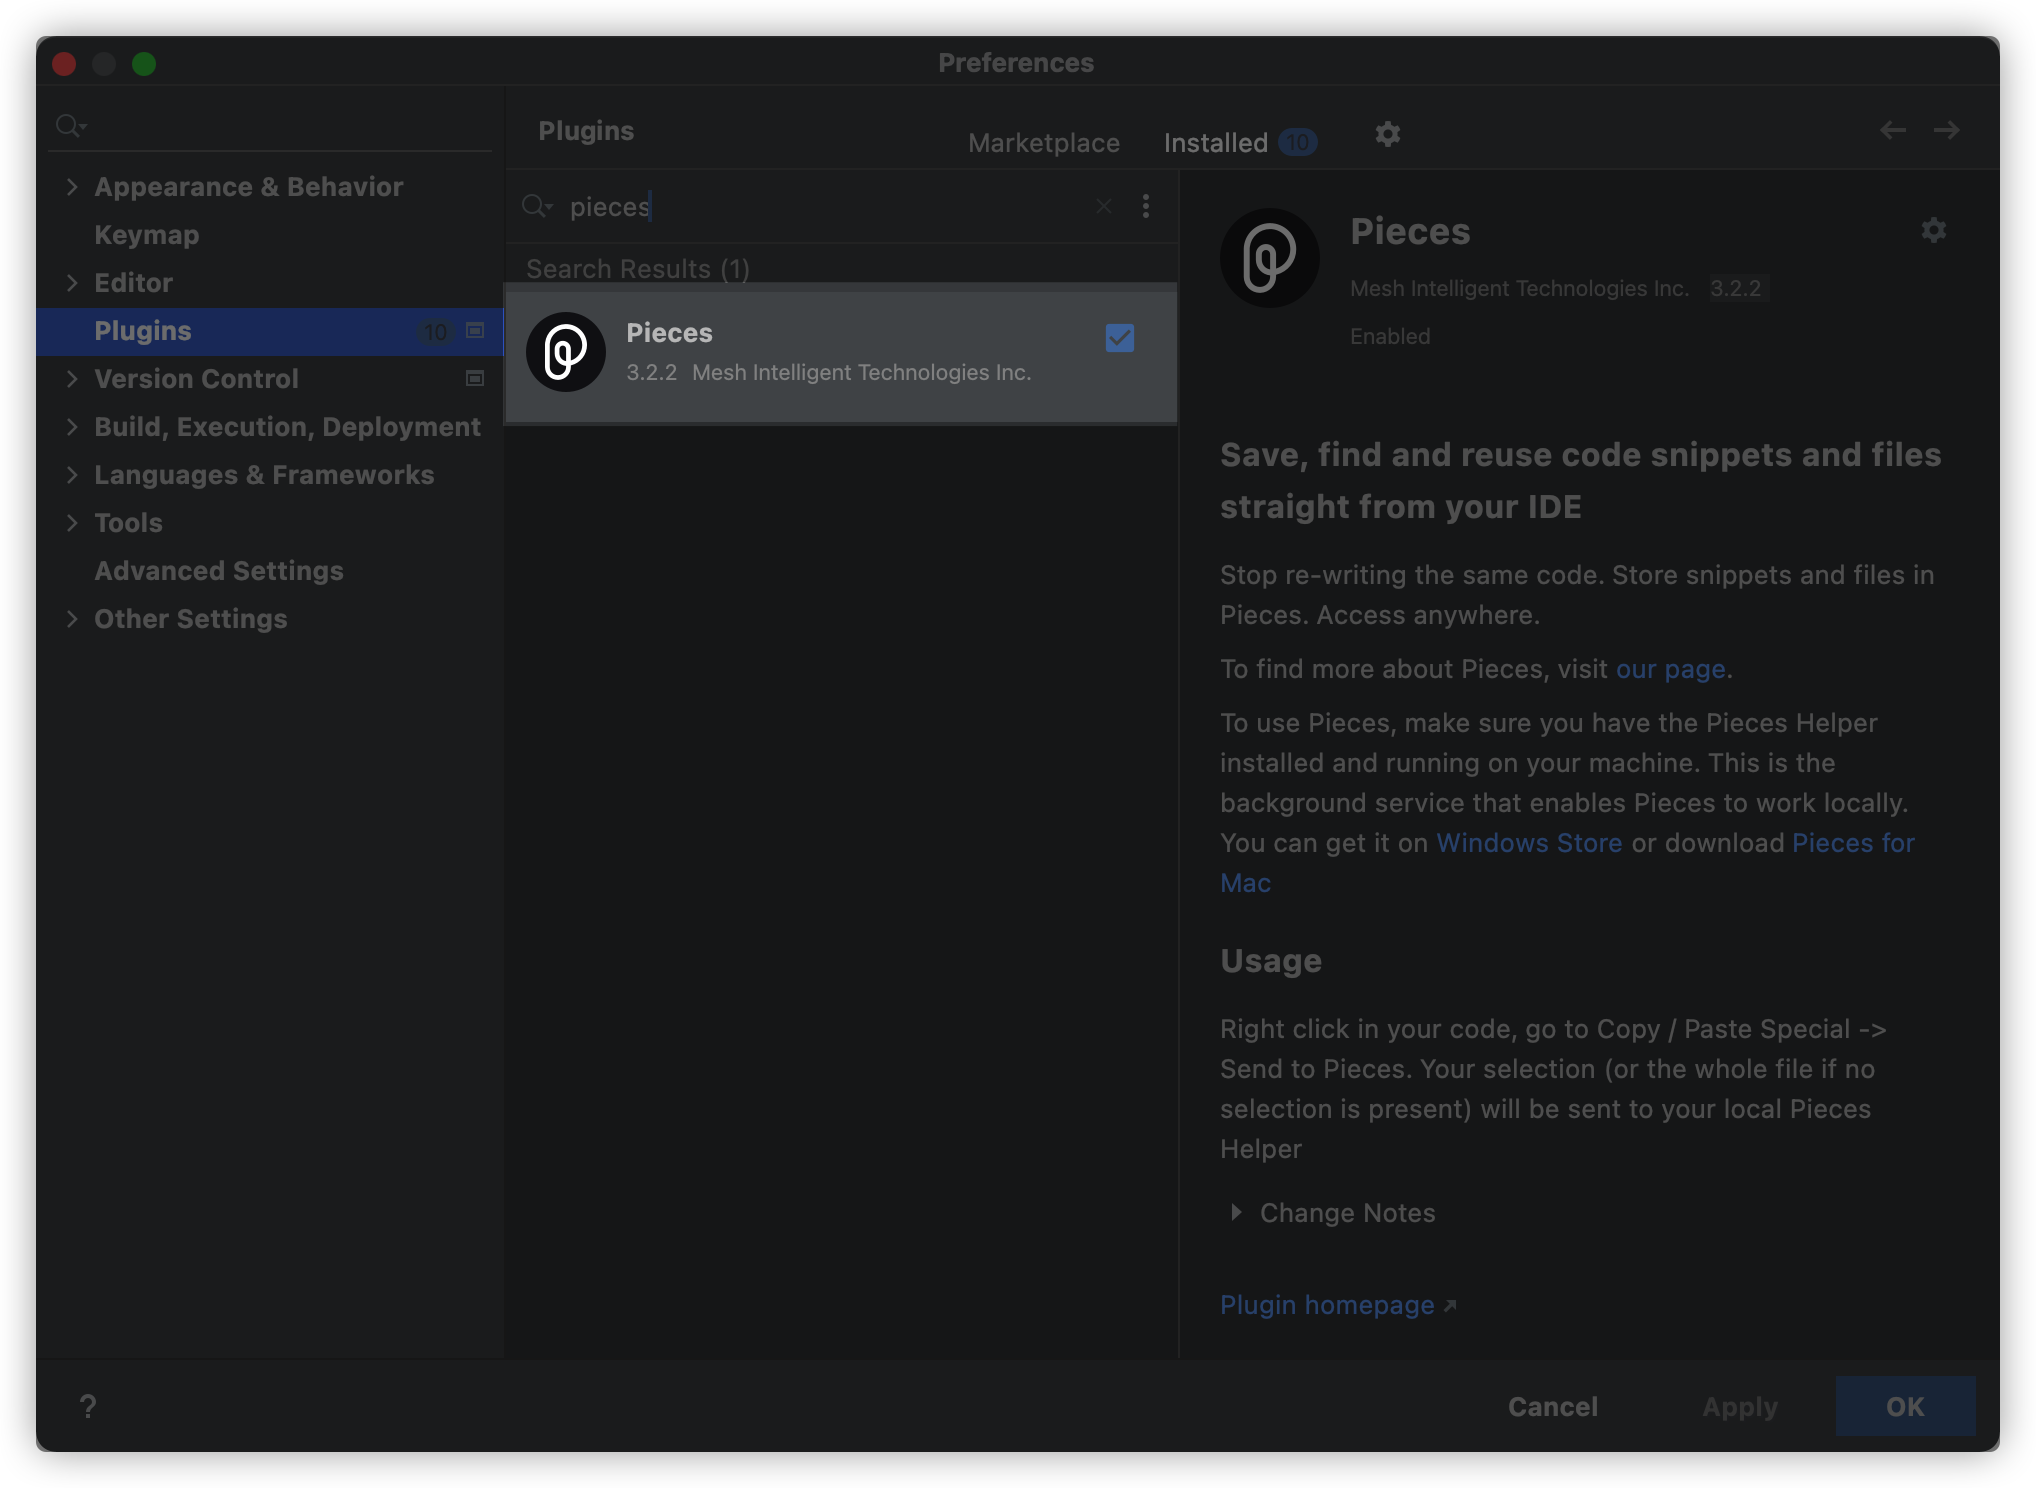 Preferences
Appearance & Behavior
Keymap
Editor
Plugins 10
Version Control
Build, Execution, Deployment
Languages & Frameworks
Tools
Advanced Settings
Other Settings
Plugins
Marketplace
Installed 10
pieces
Search Results (1)
Pieces
3.2.2 Mesh Intelligent Technologies Inc.
Pieces
Mesh Intelligent Technologies Inc. 3.2.2
Enabled
Save, find and reuse code snippets and files
straight from your IDE
Stop re-writing the same code. Store snippets and files in
Pieces. Access anywhere.
To find more about Pieces, visit our page.
To use Pieces, make sure you have the Pieces Helper
installed and running on your machine. This is the
background service that enables Pieces to work locally.
You can get it on Windows Store or download Pieces for
Mac
Usage
Right click in your code, go to Copy / Paste Special ->
Send to Pieces. Your selection (or the whole file if no
selection is present) will be sent to your local Pieces
Helper
Change Notes
Plugin homepage
?
Cancel
Apply
OK